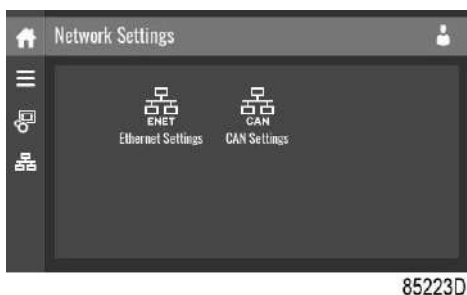 Network Settings
ENET
CAN
Ethernet Settings
CAN Settings
85223D